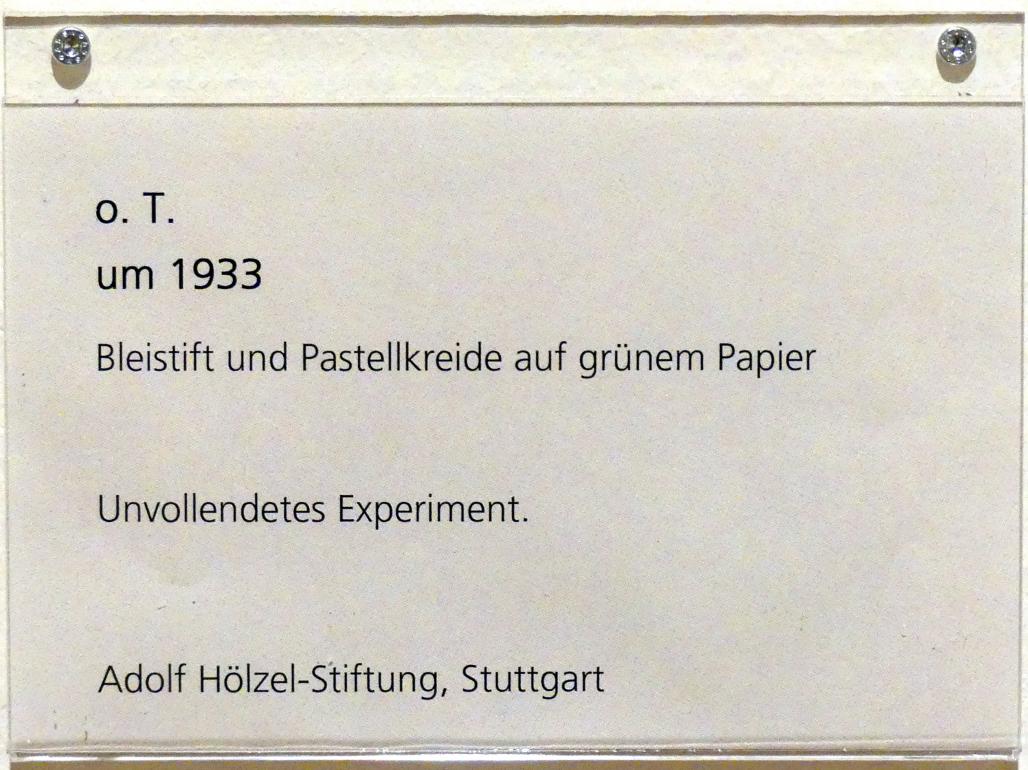 o. T.
um 1933
Bleistift und Pastellkreide auf grünem Papier
Unvollendetes Experiment.
Adolf Hölzel-Stiftung, Stuttgart